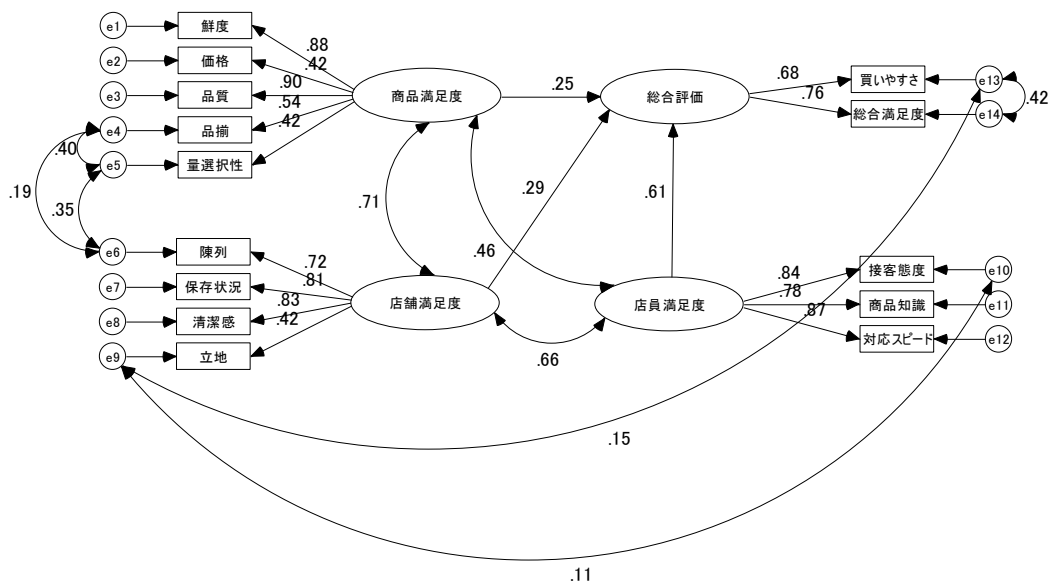 e1
鮮度
e2
価格
e3
品質
e4
品揃
e5
量選択性
.88
.42
.90
.54
.42
商品満足度
.25
総合評価
.68
.76
買いやすさ
総合満足度
e13
e14
.42
.40
.19
.35
.71
.29
.46
.61
e6
陳列
e7
保存状況
e8
清潔感
e9
立地
.72
.81
.83
.42
店舗満足度
.66
店員満足度
.84
.78
.87
接客態度
商品知識
対応スピード
e10
e11
e12
.15
.11